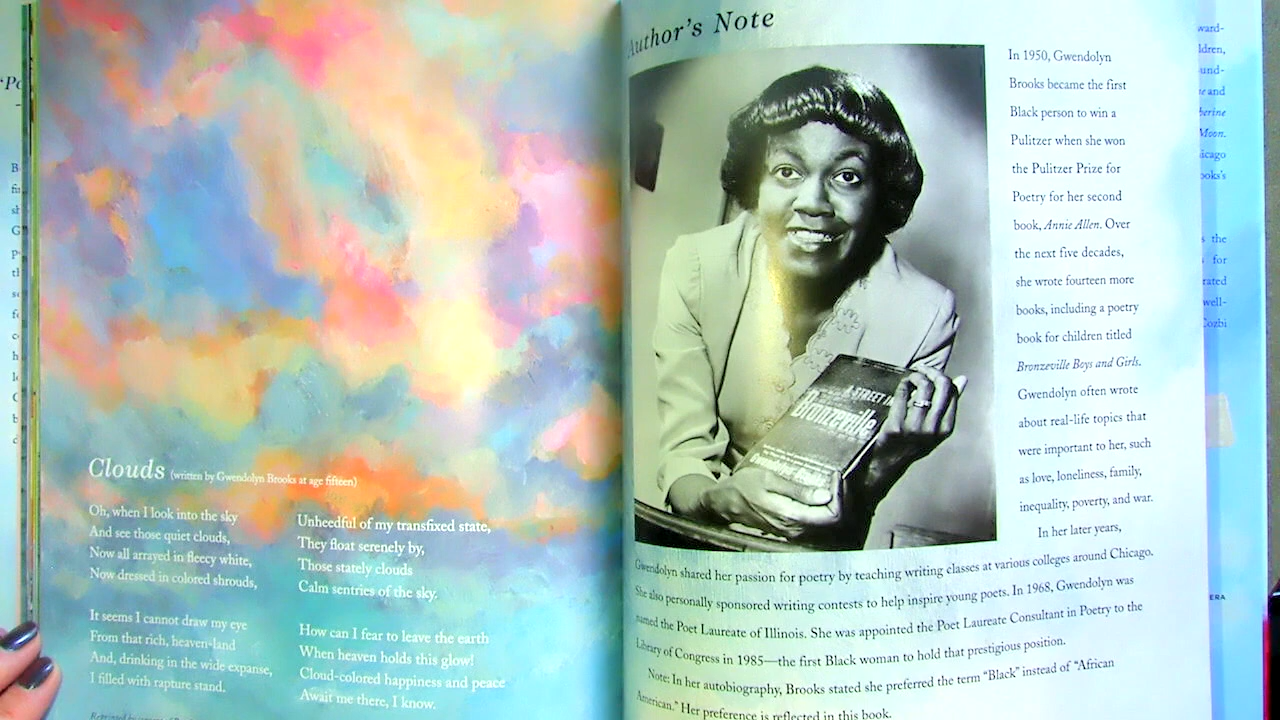 Clouds (written by Gwendolyn Brooks at age fifteen)
Oh, when I look into the sky
And see those quiet clouds,
Now all arrayed in fleecy white,
Now dressed in colored shrouds,
It seems I cannot draw my eye
From that rich, heaven-land
And, drinking in the wide expanse,
I filled with rapture stand.
Unheedful of my transfixed state,
They float serenely by,
Those stately clouds
Calm sentries of the sky.
How can I fear to leave the earth
When heaven holds this glow!
Cloud-colored happiness and peace
Await me there, I know.
Author's Note
In 1950, Gwendolyn
Brooks became the first
Black person to win a
Pulitzer when she won
the Pulitzer Prize for
Poetry for her second
book, Annie Allen. Over
the next five decades,
she wrote fourteen more
books, including a poetry
book for children titled
Bronzeville Boys and Girls.
Gwendolyn often wrote
about real-life topics that
were important to her, such
as love, loneliness, family,
inequality, poverty, and war.
In her later years,
Gwendolyn shared her passion for poetry by teaching writing classes at various colleges around Chicago.
She also personally sponsored writing contests to help inspire young poets. In 1968, Gwendolyn was
named the Poet Laureate of Illinois. She was appointed the Poet Laureate Consultant in Poetry to the
Library of Congress in 1985—the first Black woman to hold that prestigious position.
Note: In her autobiography, Brooks stated she preferred the term “Black” instead of “African
American.” Her preference is reflected in this book.
A STREET IN
Bronzeville
Moon.
the
for
ERA